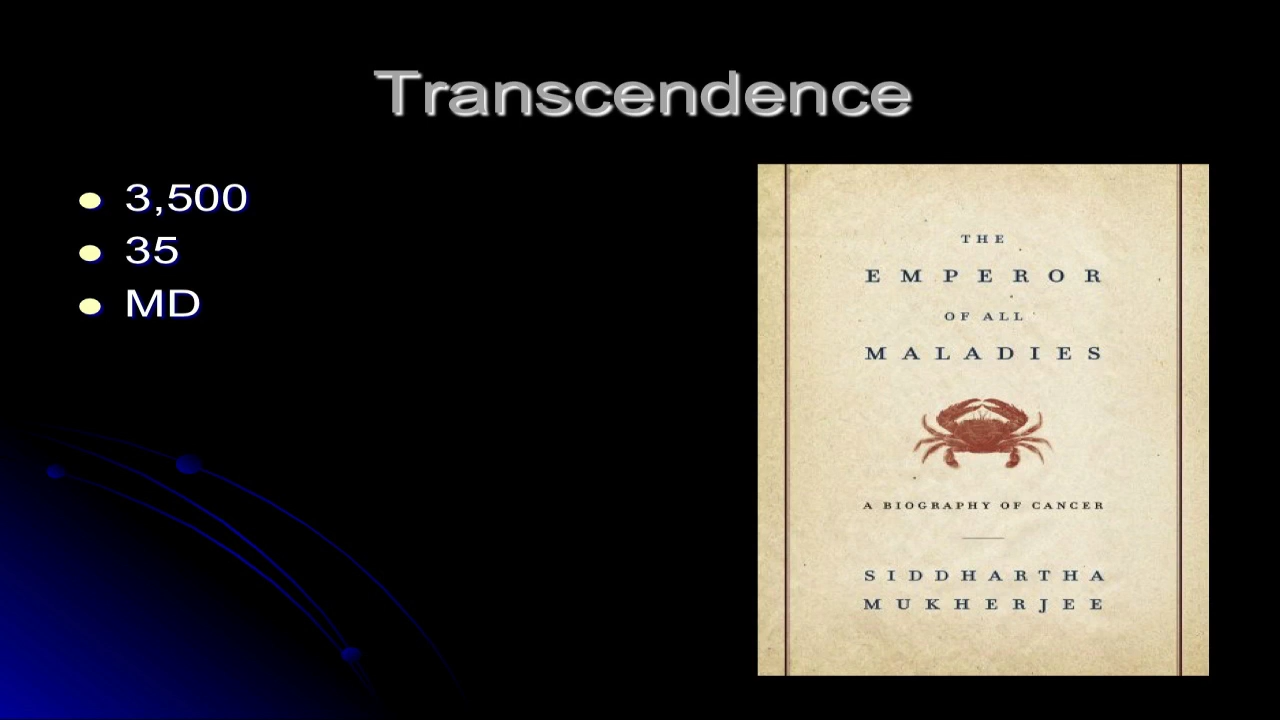 Transcendence
3,500
35
MD
THE
EMPEROR
OF ALL
MALADIES
A BIOGRAPHY OF CANCER
SIDDHARTHA
MUKHERJEE